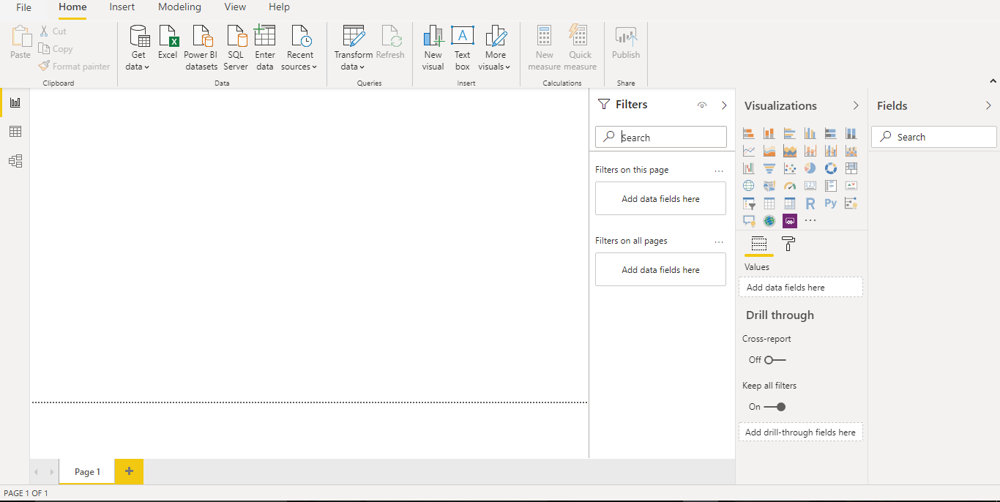 File Home Insert Modeling View Help
Paste
Cut
Copy
Format painter
Clipboard
Get data
Excel
Power BI datasets
SQL Server
Enter data
Recent sources
Data
Transform data
Refresh
Queries
New visual
Text box
More visuals
Insert
New measure
Quick measure
Calculations
Publish
Share
Filters
Search
Filters on this page ...
Add data fields here
Filters on all pages ...
Add data fields here
Visualizations
123
R
Py
...
Values
Add data fields here
Drill through
Cross-report
Off
Keep all filters
On
Add drill-through fields here
Fields
Search
Page 1
+
PAGE 1 OF 1